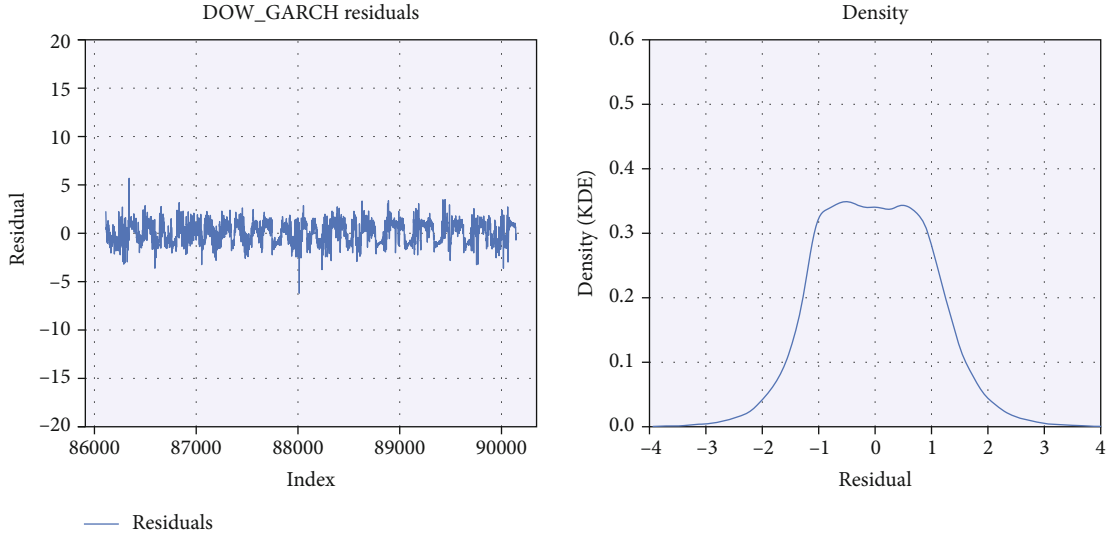 DOW_GARCH residuals
20
15
10
5
0
−5
−10
−15
−20
86000 87000 88000 89000 90000
Residual
Index
Residuals
Density
0.6
0.5
0.4
0.3
0.2
0.1
0.0
−4 −3 −2 −1 0 1 2 3 4
Density (KDE)
Residual